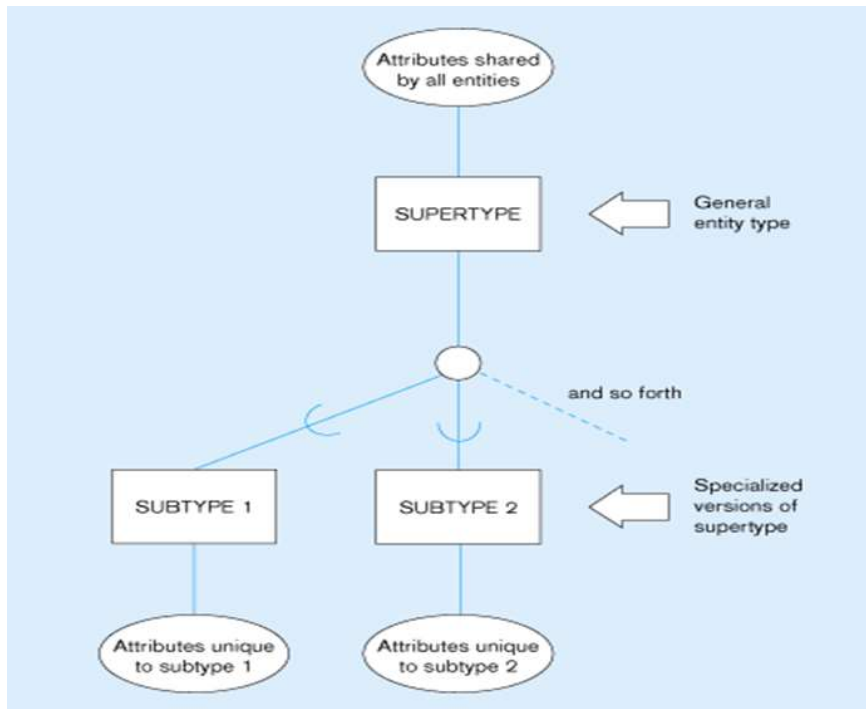 Attributes shared
by all entities
SUPERTYPE
General
entity type
and so forth
SUBTYPE 1
SUBTYPE 2
Specialized
versions of
supertype
Attributes unique
to subtype 1
Attributes unique
to subtype 2